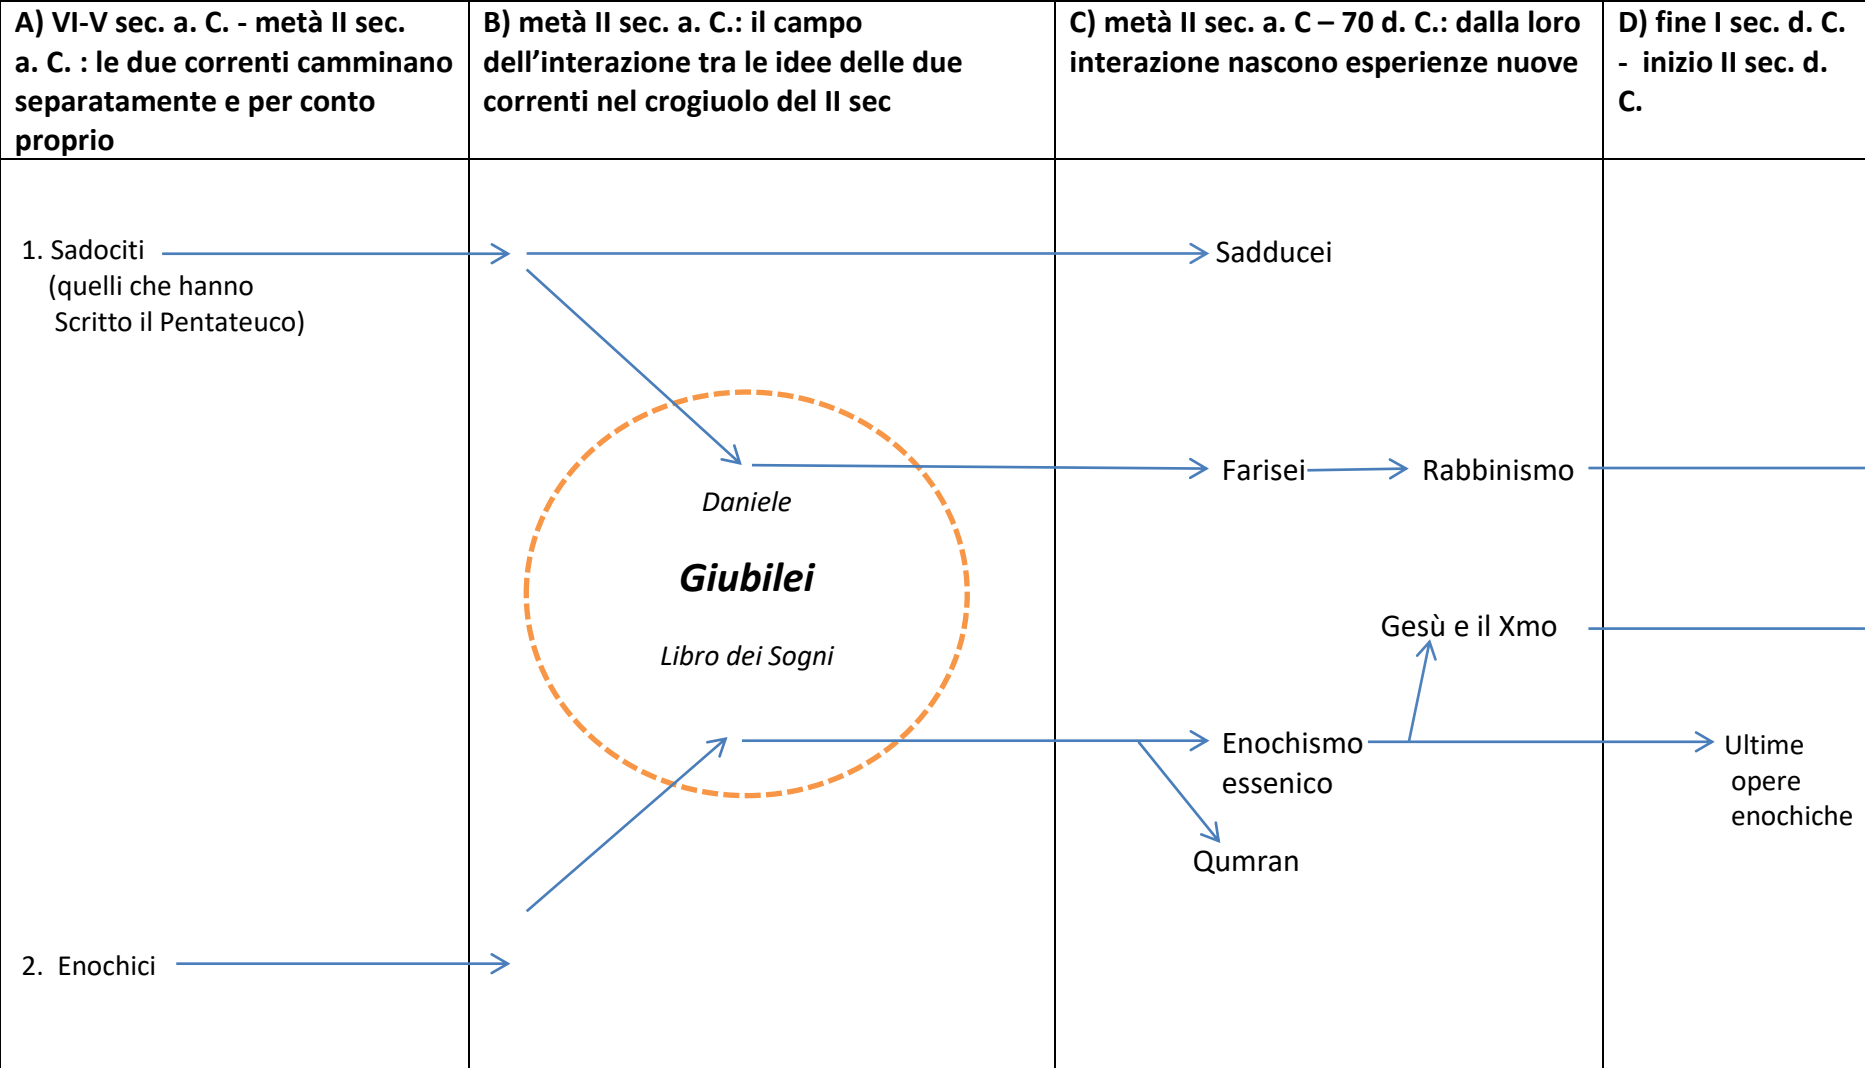 A) VI-V sec. a. C. - metà II sec.
a. C. : le due correnti camminano
separatamente e per conto
proprio
B) metà II sec. a. C.: il campo
dell’interazione tra le idee delle due
correnti nel crogiuolo del II sec
C) metà II sec. a. C – 70 d. C.: dalla loro
interazione nascono esperienze nuove
D) fine I sec. d. C.
- inizio II sec. d.
C.
1. Sadociti
(quelli che hanno
Scritto il Pentateuco)
Sadducei
Farisei
Rabbinismo
Daniele
Giubilei
Libro dei Sogni
Gesù e il Xmo
Enochismo
essenico
Ultime
opere
enochiche
Qumran
2. Enochici